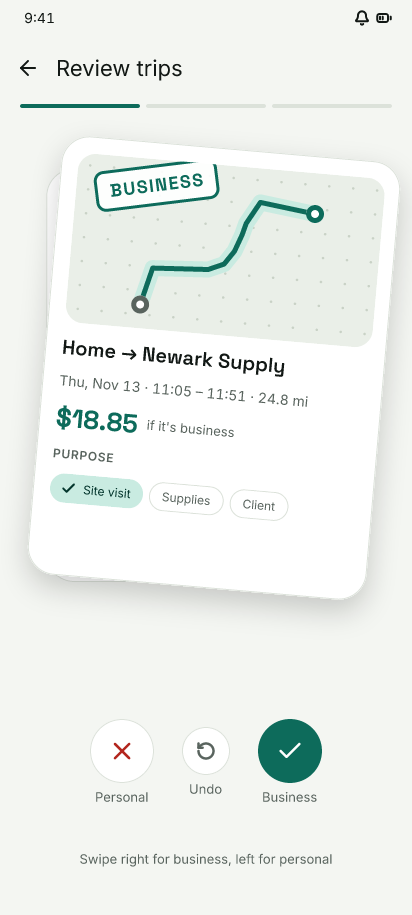 9:41
Review trips
BUSINESS
Home → Newark Supply
Thu, Nov 13 · 11:05 – 11:51 · 24.8 mi
$18.85 if it's business
PURPOSE
Site visit Supplies Client
Personal Undo Business
Swipe right for business, left for personal